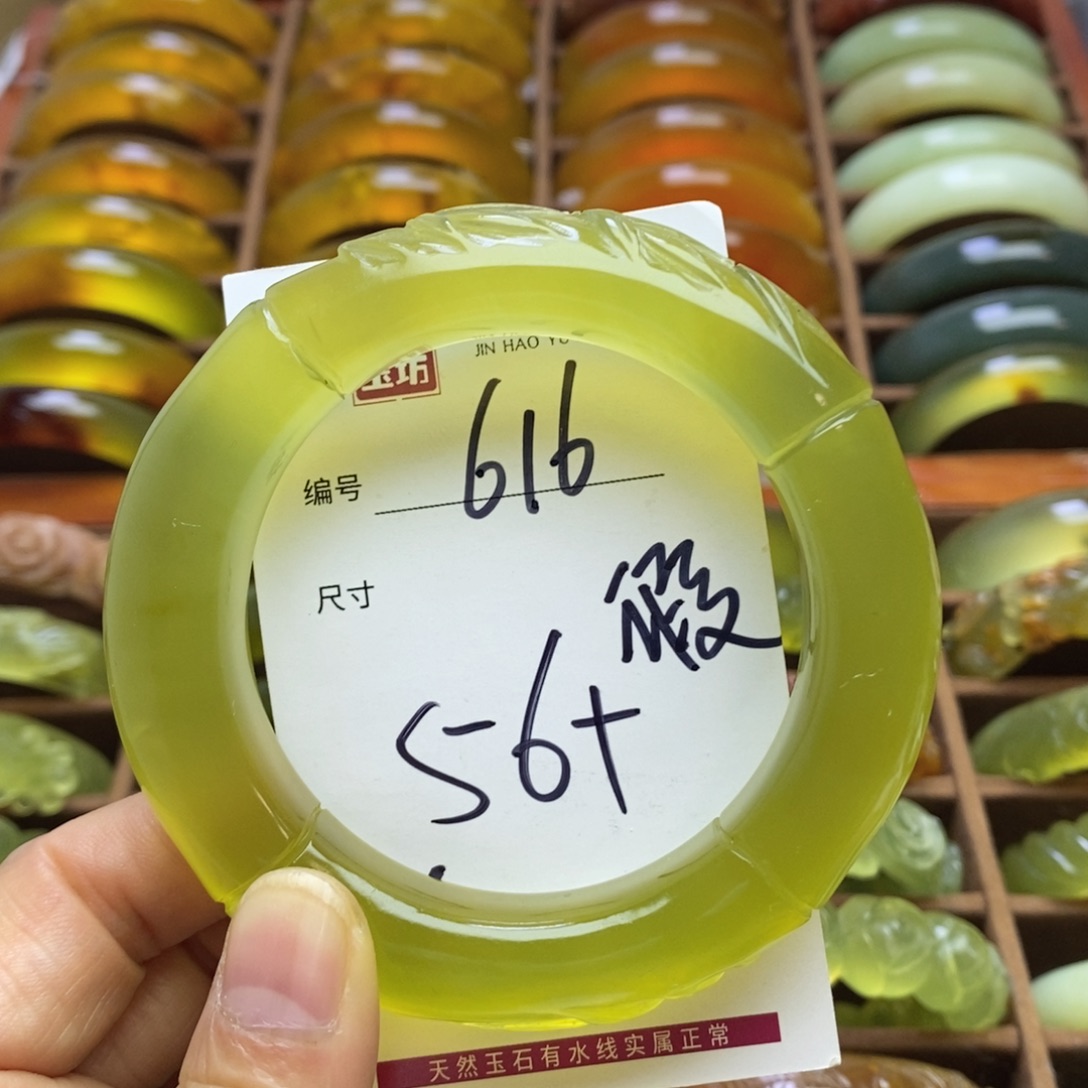 JIN HAO YU
玉坊
编号 616
尺寸
56+
天然玉石有水线实属正常